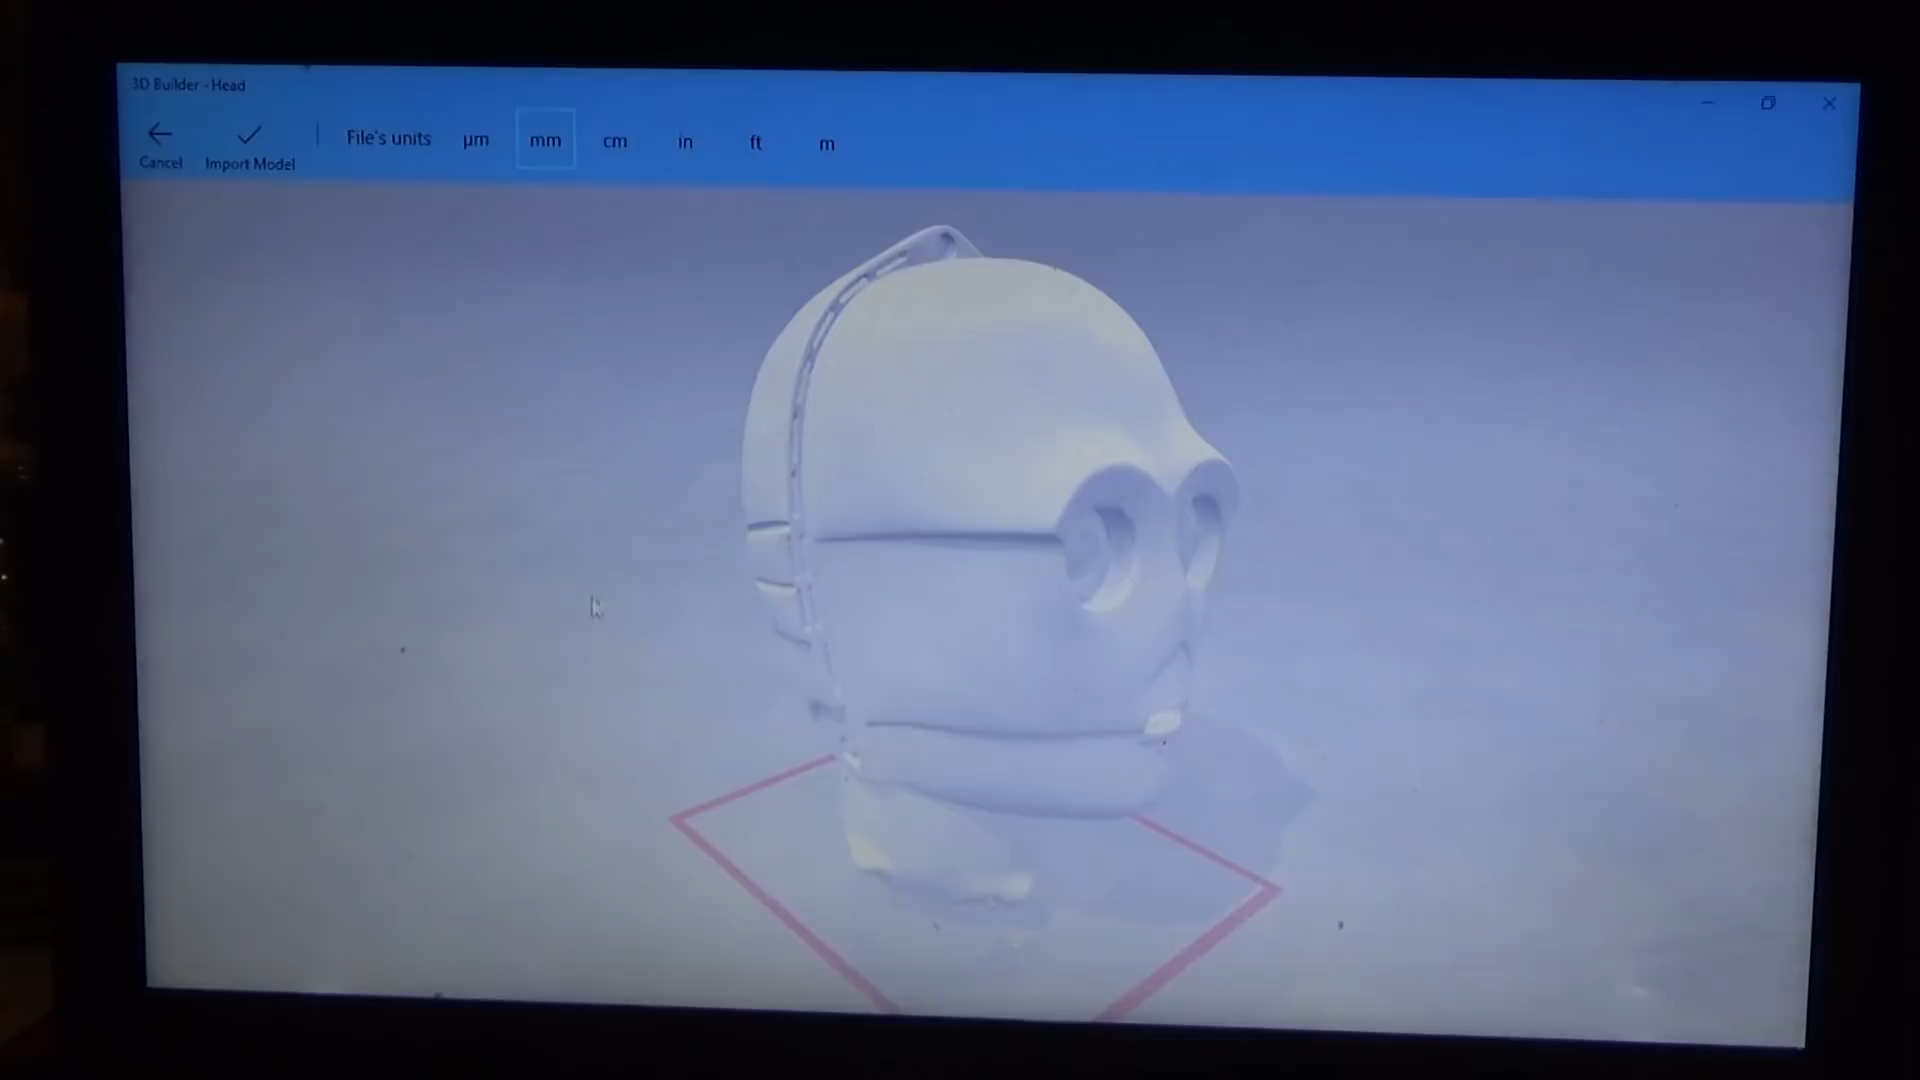 3D Builder - Head
Cancel
Import Model
File's units
µm
mm
cm
in
ft
m